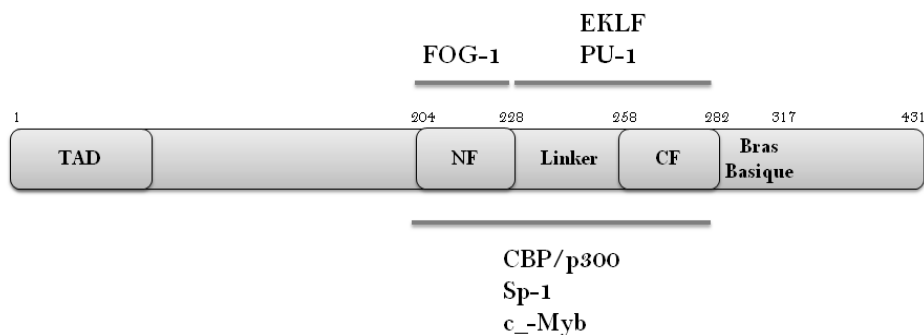 EKLF
FOG-1 PU-1
1 204 228 258 282 317 431
TAD NF Linker CF Bras
Basique
CBP/p300
Sp-1
c_-Myb